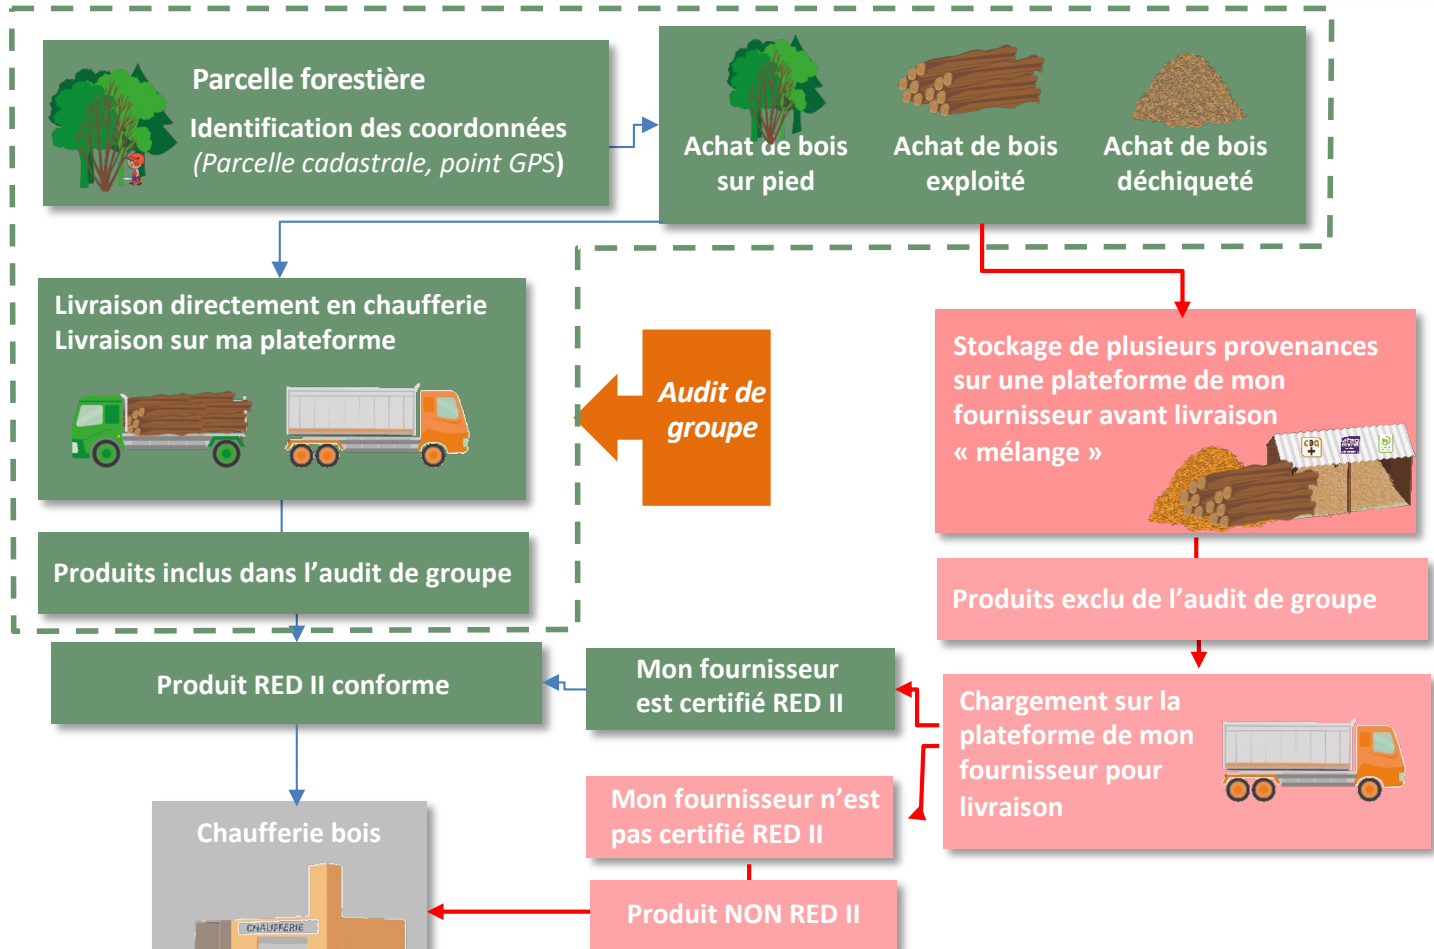 Parcelle forestière
Identification des coordonnées
(Parcelle cadastrale, point GPS)
Achat de bois
sur pied
Achat de bois
exploité
Achat de bois
déchiqueté
Livraison directement en chaufferie
Livraison sur ma plateforme
Audit de
groupe
Stockage de plusieurs provenances
sur une plateforme de mon
fournisseur avant livraison
« mélange »
CBQ
+
Produits inclus dans l’audit de groupe
Produits exclu de l’audit de groupe
Produit RED II conforme
Mon fournisseur
est certifié RED II
Chargement sur la
plateforme de mon
fournisseur pour
livraison
Mon fournisseur n’est
pas certifié RED II
Chaufferie bois
CHAUFFERIE
Produit NON RED II